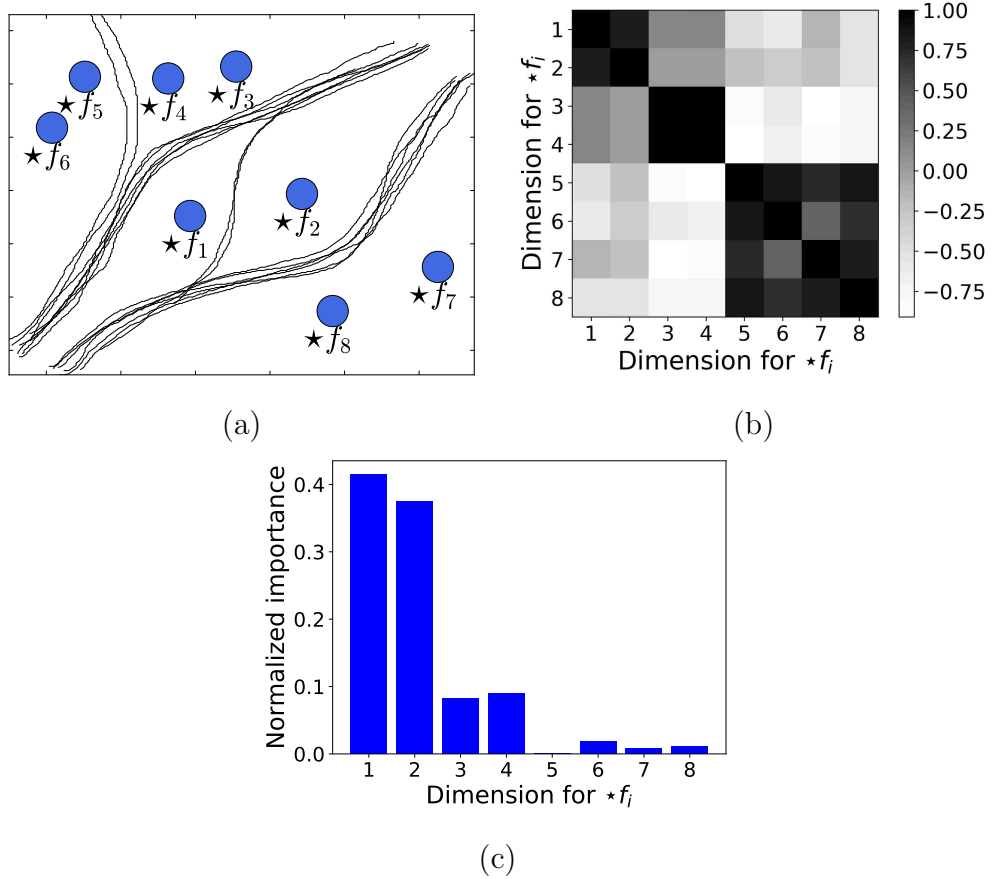 ★f₃
★f₄
★f₅
★f₆
★f₂
★f₁
★f₇
★f₈
(a)
Dimension for ⋆fᵢ
1
2
3
4
5
6
7
8
1 2 3 4 5 6 7 8
Dimension for ⋆fᵢ
1.00
0.75
0.50
0.25
0.00
−0.25
−0.50
−0.75
(b)
Normalized importance
0.4
0.3
0.2
0.1
0.0
1 2 3 4 5 6 7 8
Dimension for ⋆fᵢ
(c)